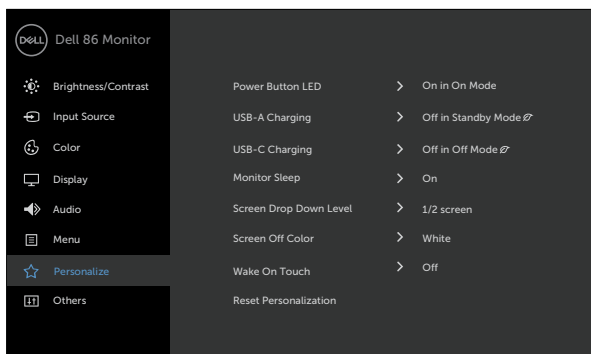 DELL Dell 86 Monitor
Brightness/Contrast
Input Source
Color
Display
Audio
Menu
Personalize
Others
Power Button LED > On in On Mode
USB-A Charging > Off in Standby Mode
USB-C Charging > Off in Off Mode
Monitor Sleep > On
Screen Drop Down Level > 1/2 screen
Screen Off Color > White
Wake On Touch > Off
Reset Personalization